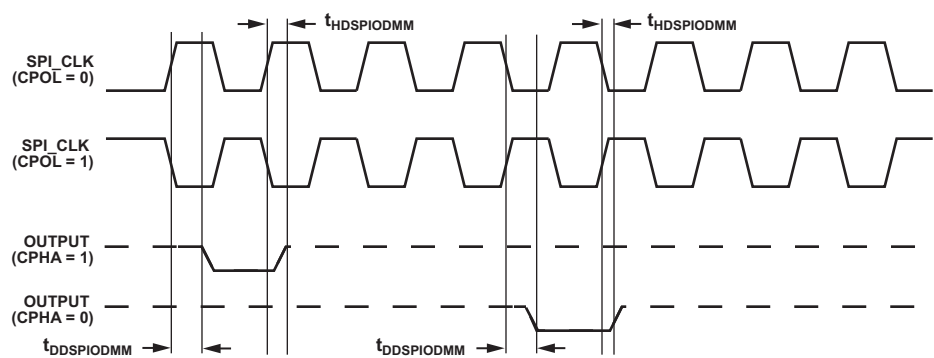 tHDSPIODMM
tHDSPIODMM
SPI_CLK
(CPOL = 0)
SPI_CLK
(CPOL = 1)
OUTPUT
(CPHA = 1)
OUTPUT
(CPHA = 0)
tDDSPIODMM
tDDSPIODMM